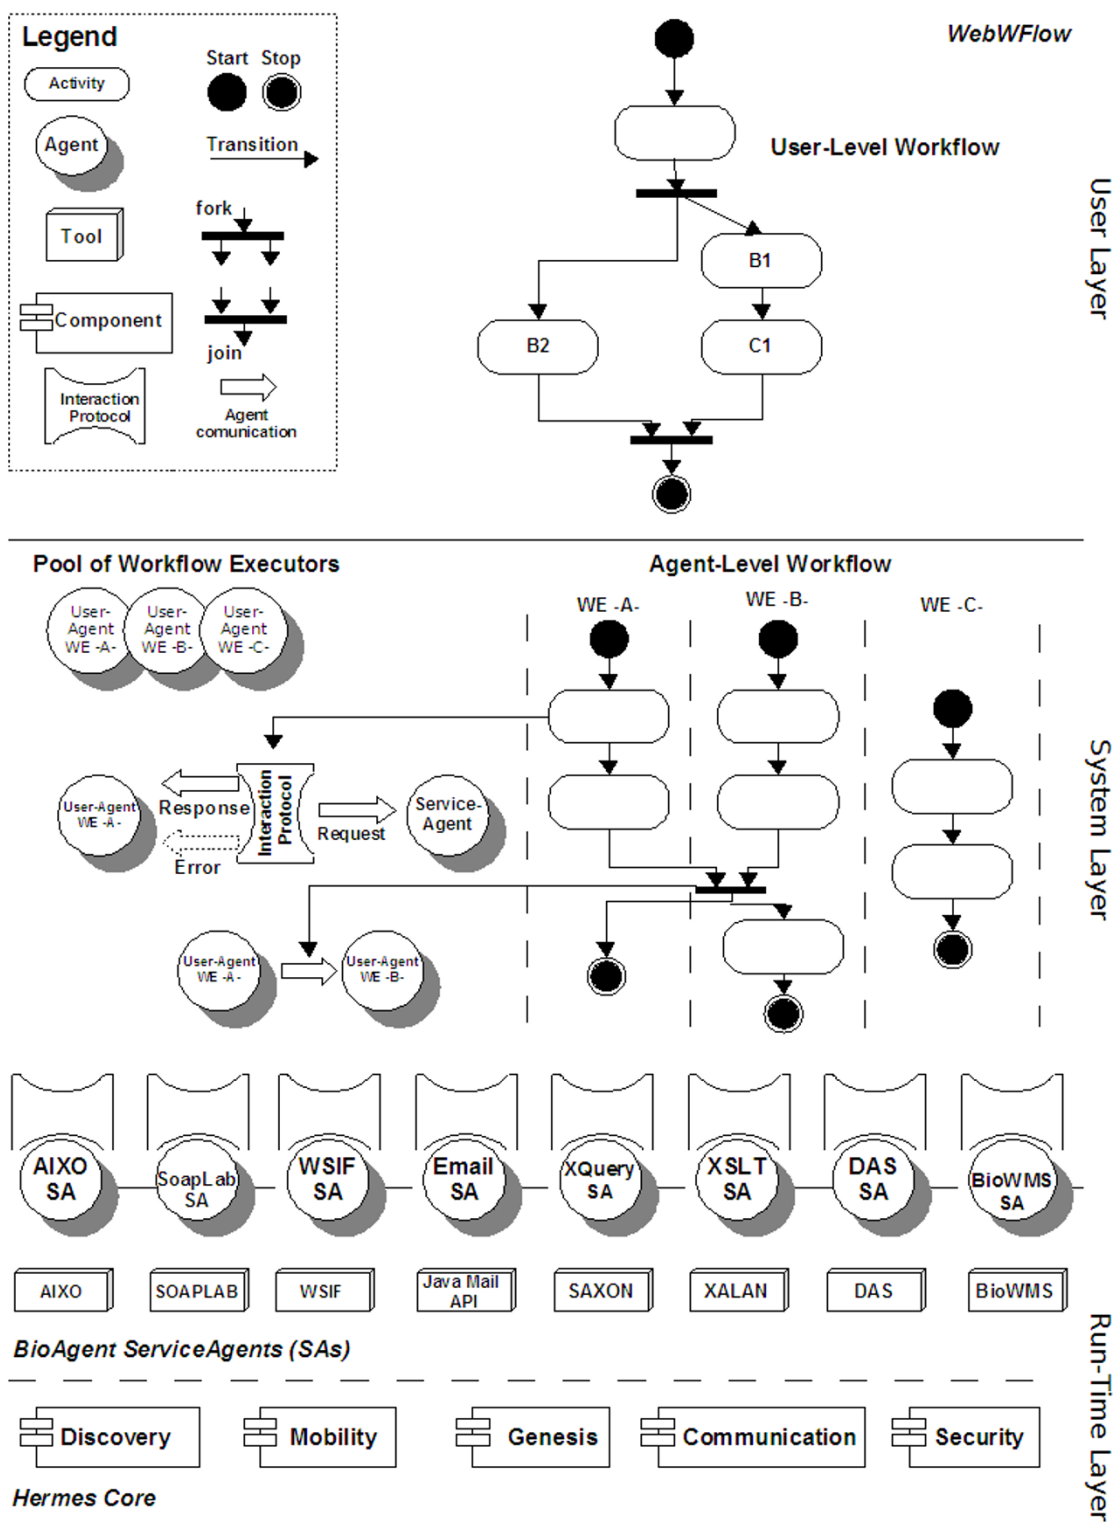 Legend
Activity
Agent
Tool
Component
Interaction
Protocol
Start Stop
Transition
fork
join
Agent
comunication
WebWFlow
User-Level Workflow
B1
B2
C1
User Layer
Pool of Workflow Executors
User-
Agent
WE -A-
User-
Agent
WE -B-
User-
Agent
WE -C-
Agent-Level Workflow
WE -A-
WE -B-
WE -C-
User-Agent
WE -A-
Response
Error
Interaction
Protocol
Request
Service-
Agent
User-Agent
WE -A-
User-Agent
WE -B-
System Layer
AIXO
SA
SoapLab
SA
WSIF
SA
Email
SA
XQuery
SA
XSLT
SA
DAS
SA
BioWMS
SA
AIXO
SOAPLAB
WSIF
Java Mail
API
SAXON
XALAN
DAS
BioWMS
BioAgent ServiceAgents (SAs)
Discovery
Mobility
Genesis
Communication
Security
Hermes Core
Run-Time Layer